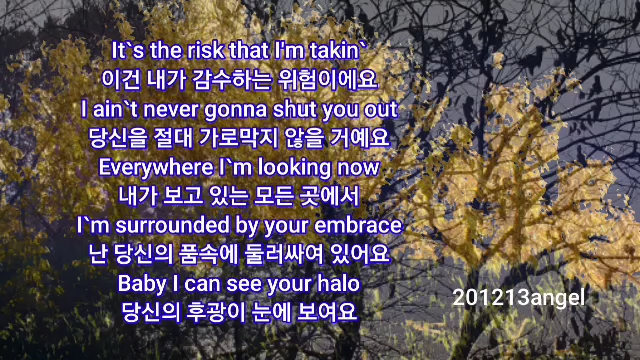 It`s the risk that I'm takin`
이건 내가 감수하는 위험이에요
I ain`t never gonna shut you out
당신을 절대 가로막지 않을 거예요
Everywhere I`m looking now
내가 보고 있는 모든 곳에서
I`m surrounded by your embrace
난 당신의 품속에 둘러싸여 있어요
Baby I can see your halo
당신의 후광이 눈에 보여요
201213angel